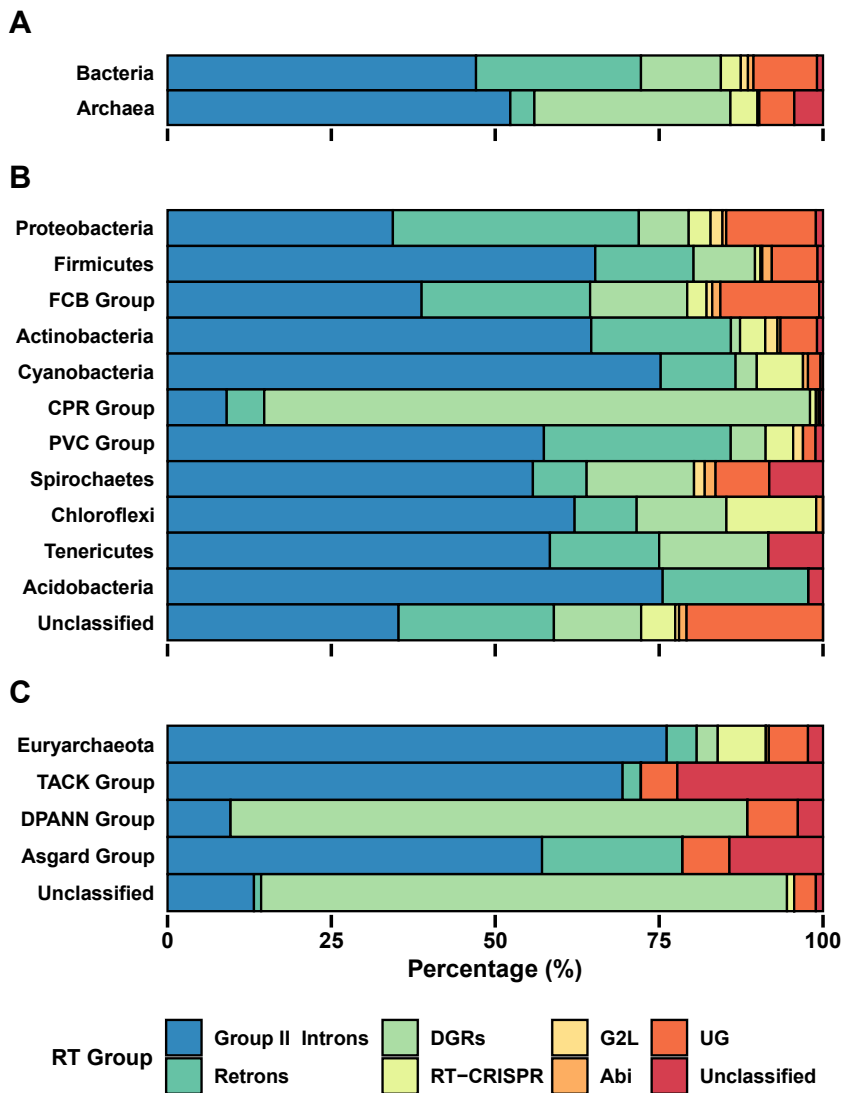 A
Bacteria
Archaea
B
Proteobacteria
Firmicutes
FCB Group
Actinobacteria
Cyanobacteria
CPR Group
PVC Group
Spirochaetes
Chloroflexi
Tenericutes
Acidobacteria
Unclassified
C
Euryarchaeota
TACK Group
DPANN Group
Asgard Group
Unclassified
0 25 50 75 100
Percentage (%)
RT Group
Group II Introns DGRs G2L UG
Retrons RT−CRISPR Abi Unclassified